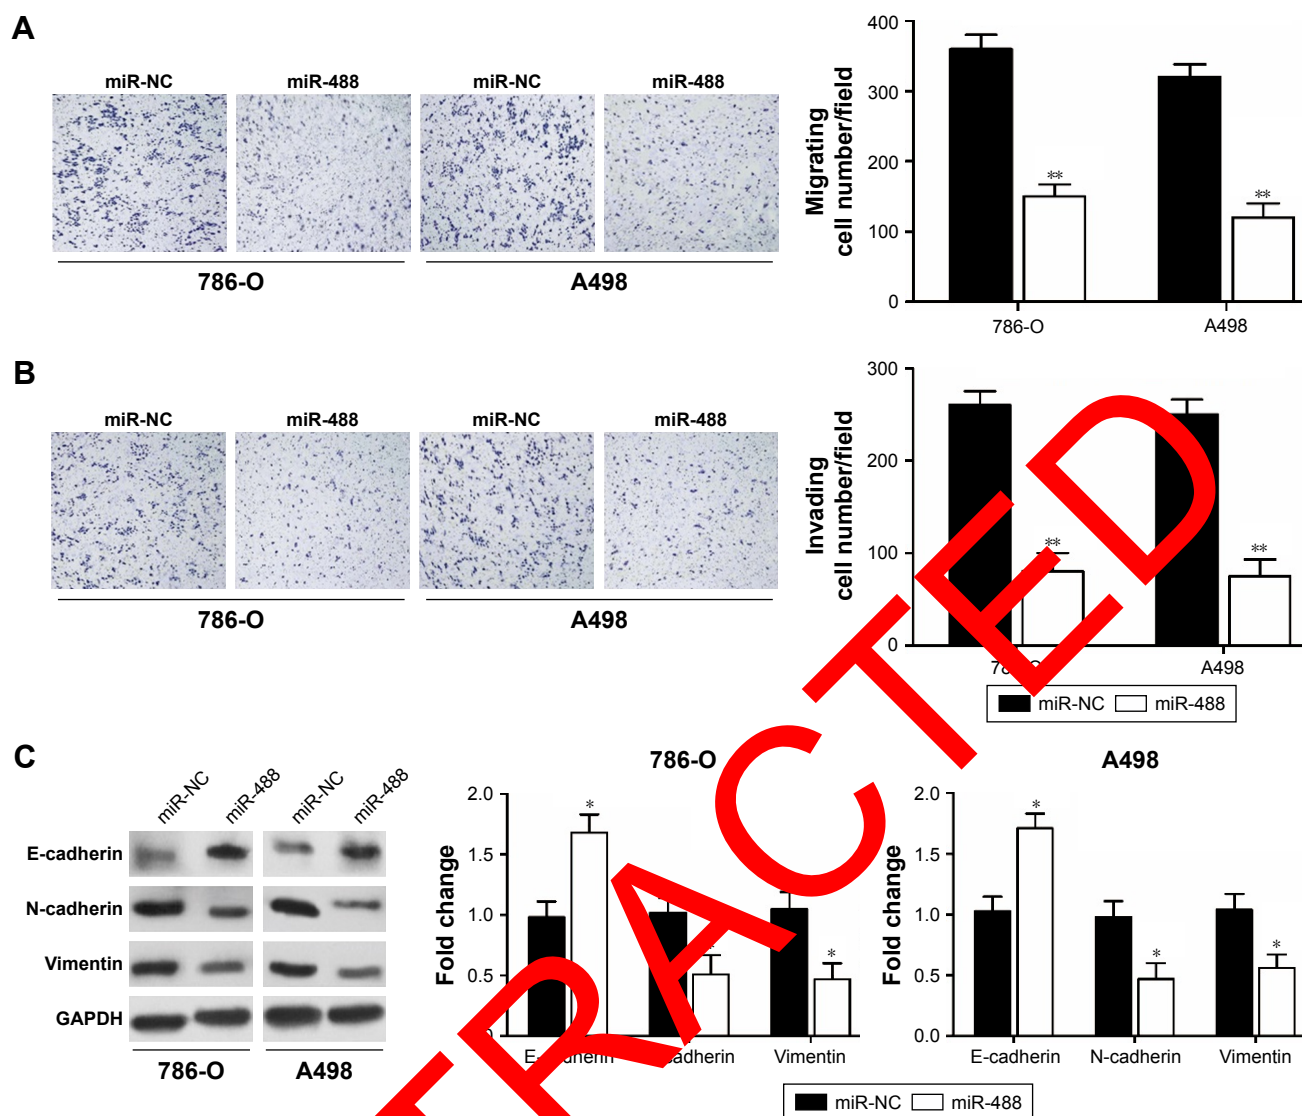 A
miR-NC miR-488 miR-NC miR-488
786-O A498
Migrating
cell number/field
400
300
200
100
0
** **
786-O A498
B
miR-NC miR-488 miR-NC miR-488
786-O A498
Invading
cell number/field
300
200
100
0
** **
A498
miR-NC miR-488
C
miR-NC miR-488 miR-NC miR-488
E-cadherin
N-cadherin
Vimentin
GAPDH
786-O A498
786-O
Fold change
2.0
1.5
1.0
0.5
* * *
Vimentin
A498
Fold change
2.0
1.5
1.0
0.5
0.0
* * *
E-cadherin N-cadherin Vimentin
miR-NC miR-488
TRACTED